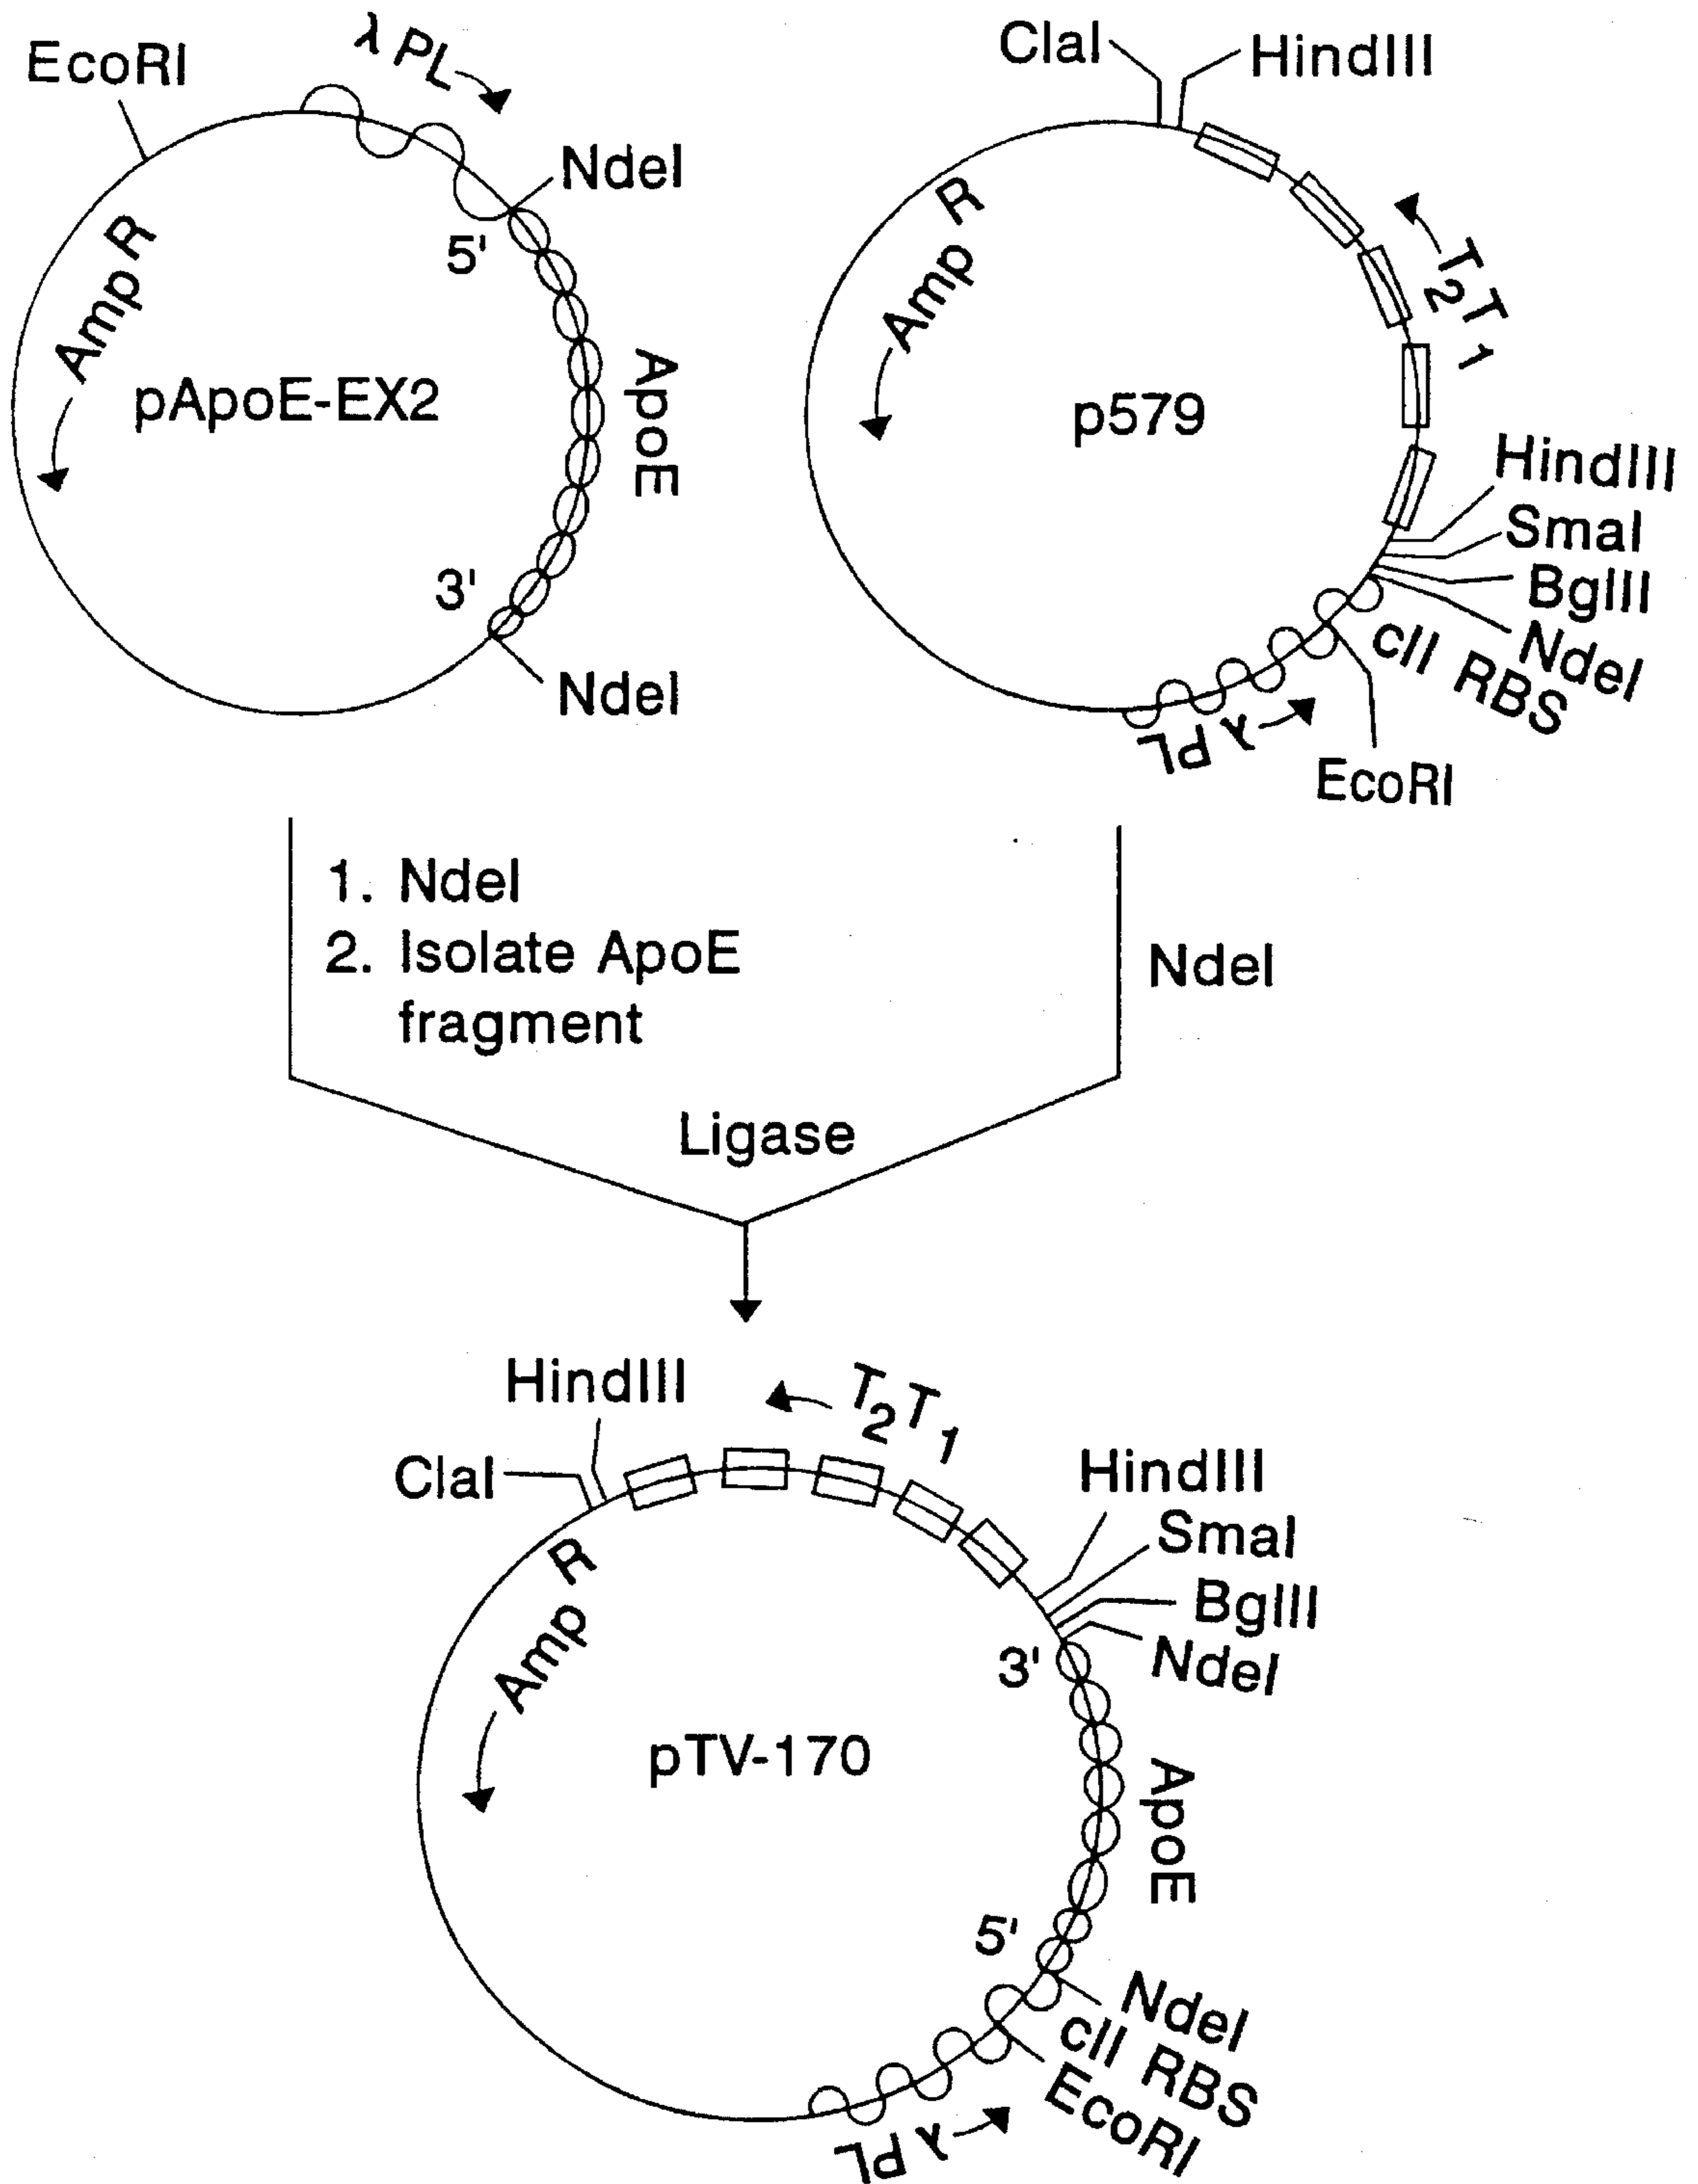 EcoRI
λ PL
NdeI
5'
Amp R
pApoE-EX2
ApoE
3'
NdeI
ClaI
HindIII
Amp R
p579
T2T1
HindIII
SmaI
BglII
NdeI
cII RBS
λ PL
EcoRI
1. NdeI
2. Isolate ApoE
fragment
NdeI
Ligase
HindIII
ClaI
T2T1
HindIII
SmaI
BglII
NdeI
Amp R
3'
pTV-170
ApoE
5'
NdeI
cII RBS
EcoRI
λ PL